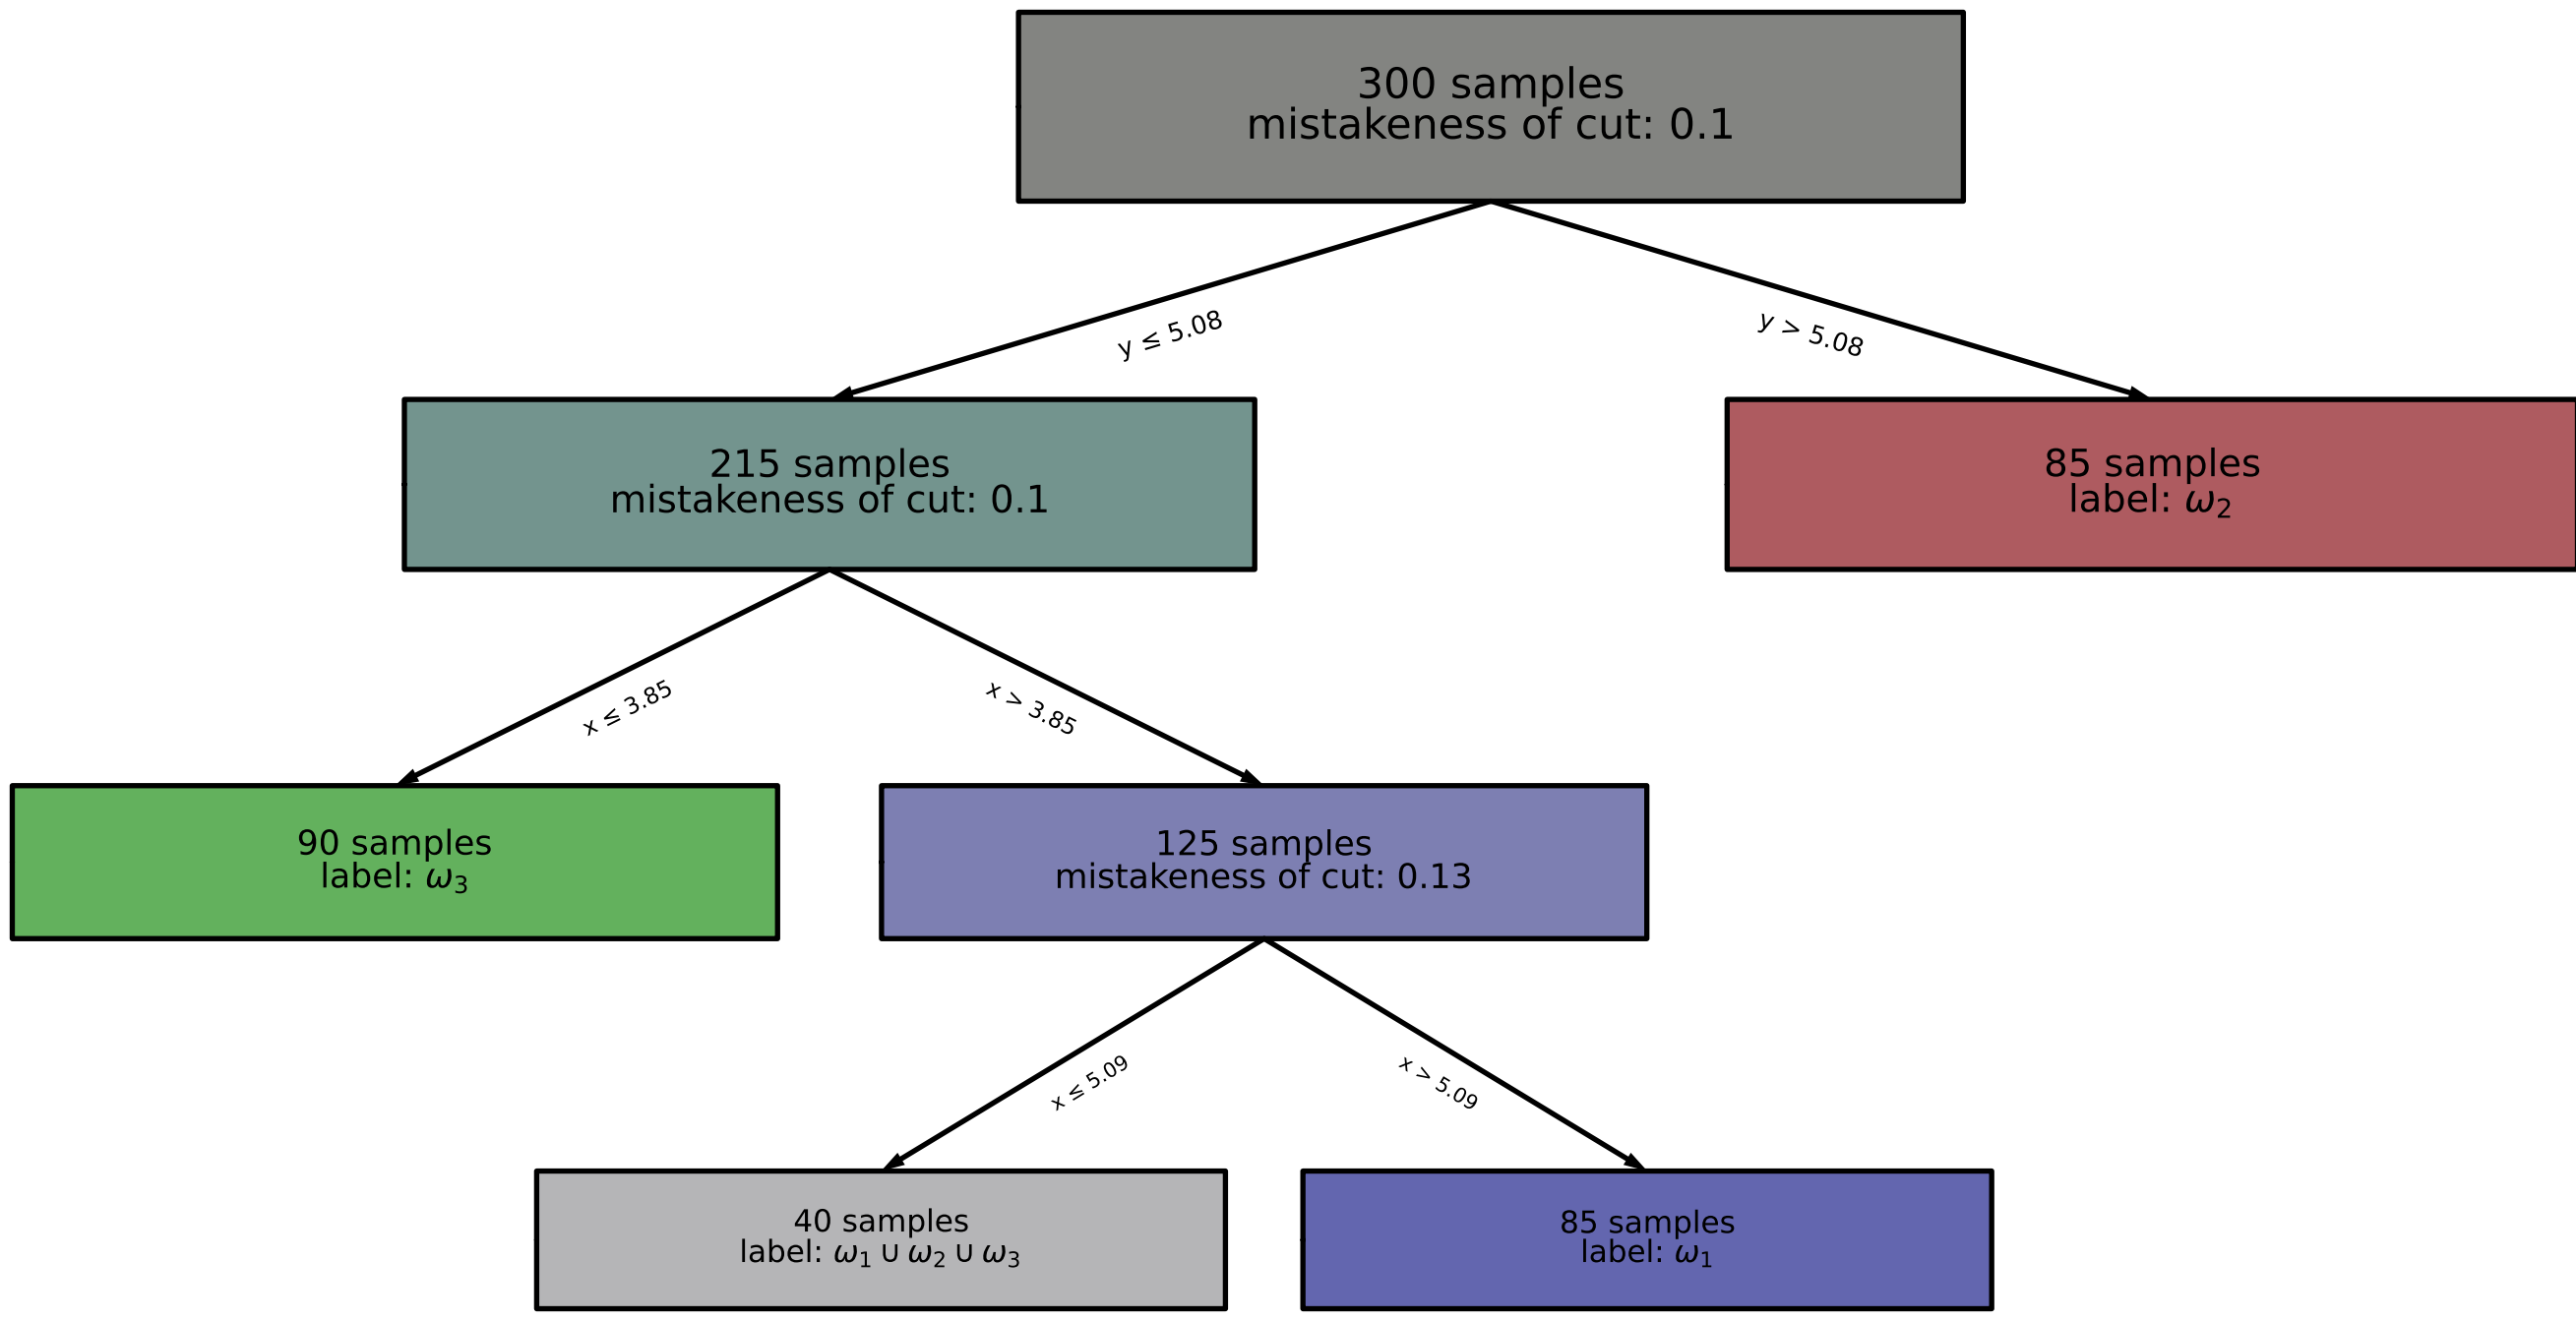 300 samples
mistakeness of cut: 0.1
y ≤ 5.08
y > 5.08
215 samples
mistakeness of cut: 0.1
85 samples
label: ω₂
x ≤ 3.85
x > 3.85
90 samples
label: ω₃
125 samples
mistakeness of cut: 0.13
x ≤ 5.09
x > 5.09
40 samples
label: ω₁ ∪ ω₂ ∪ ω₃
85 samples
label: ω₁